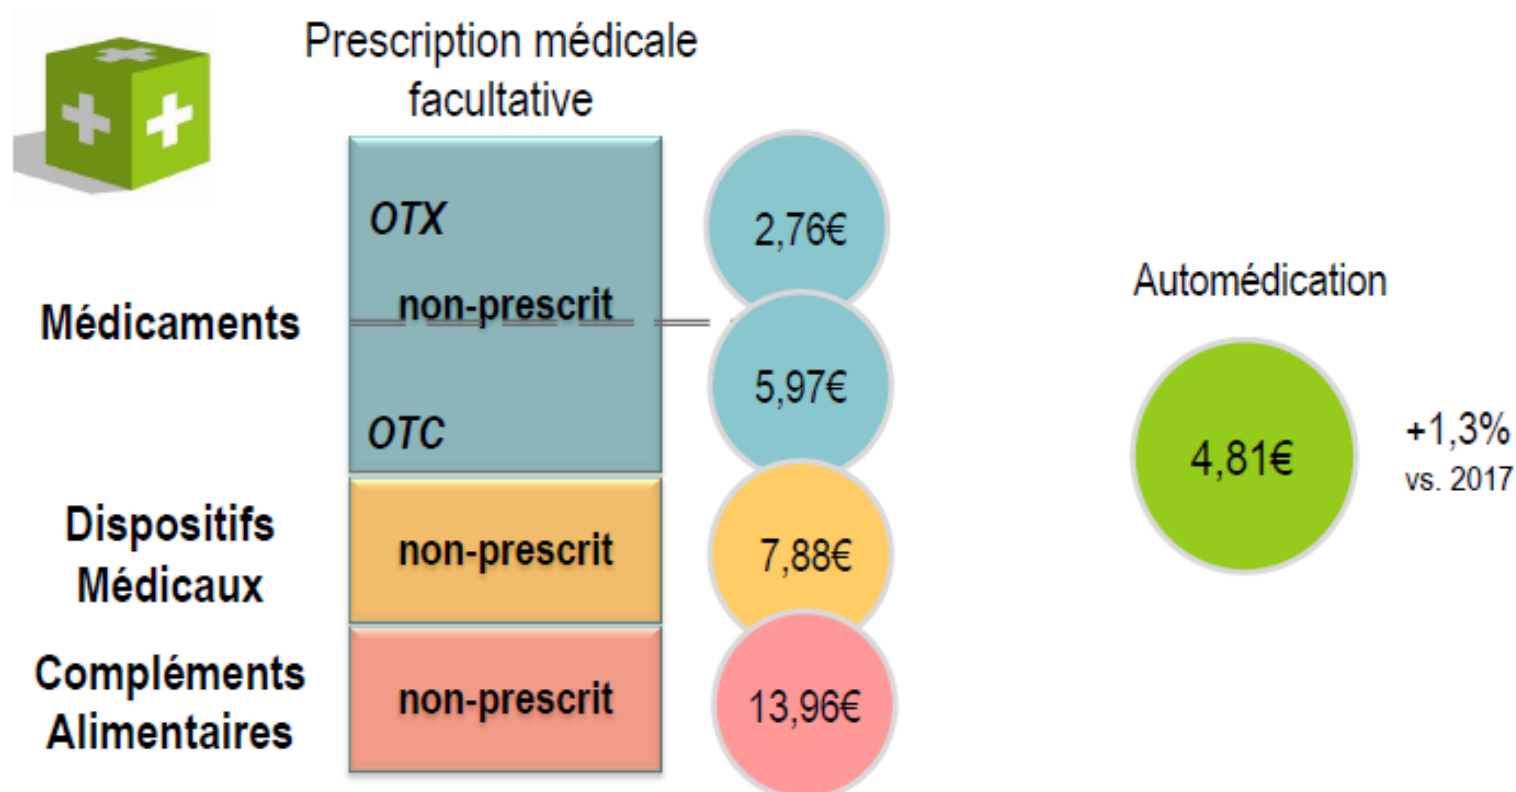 Prescription médicale
facultative
OTX
2,76€
non-prescrit
Médicaments
5,97€
OTC
Dispositifs
Médicaux
non-prescrit
7,88€
Compléments
Alimentaires
non-prescrit
13,96€
Automédication
4,81€
+1,3%
vs. 2017